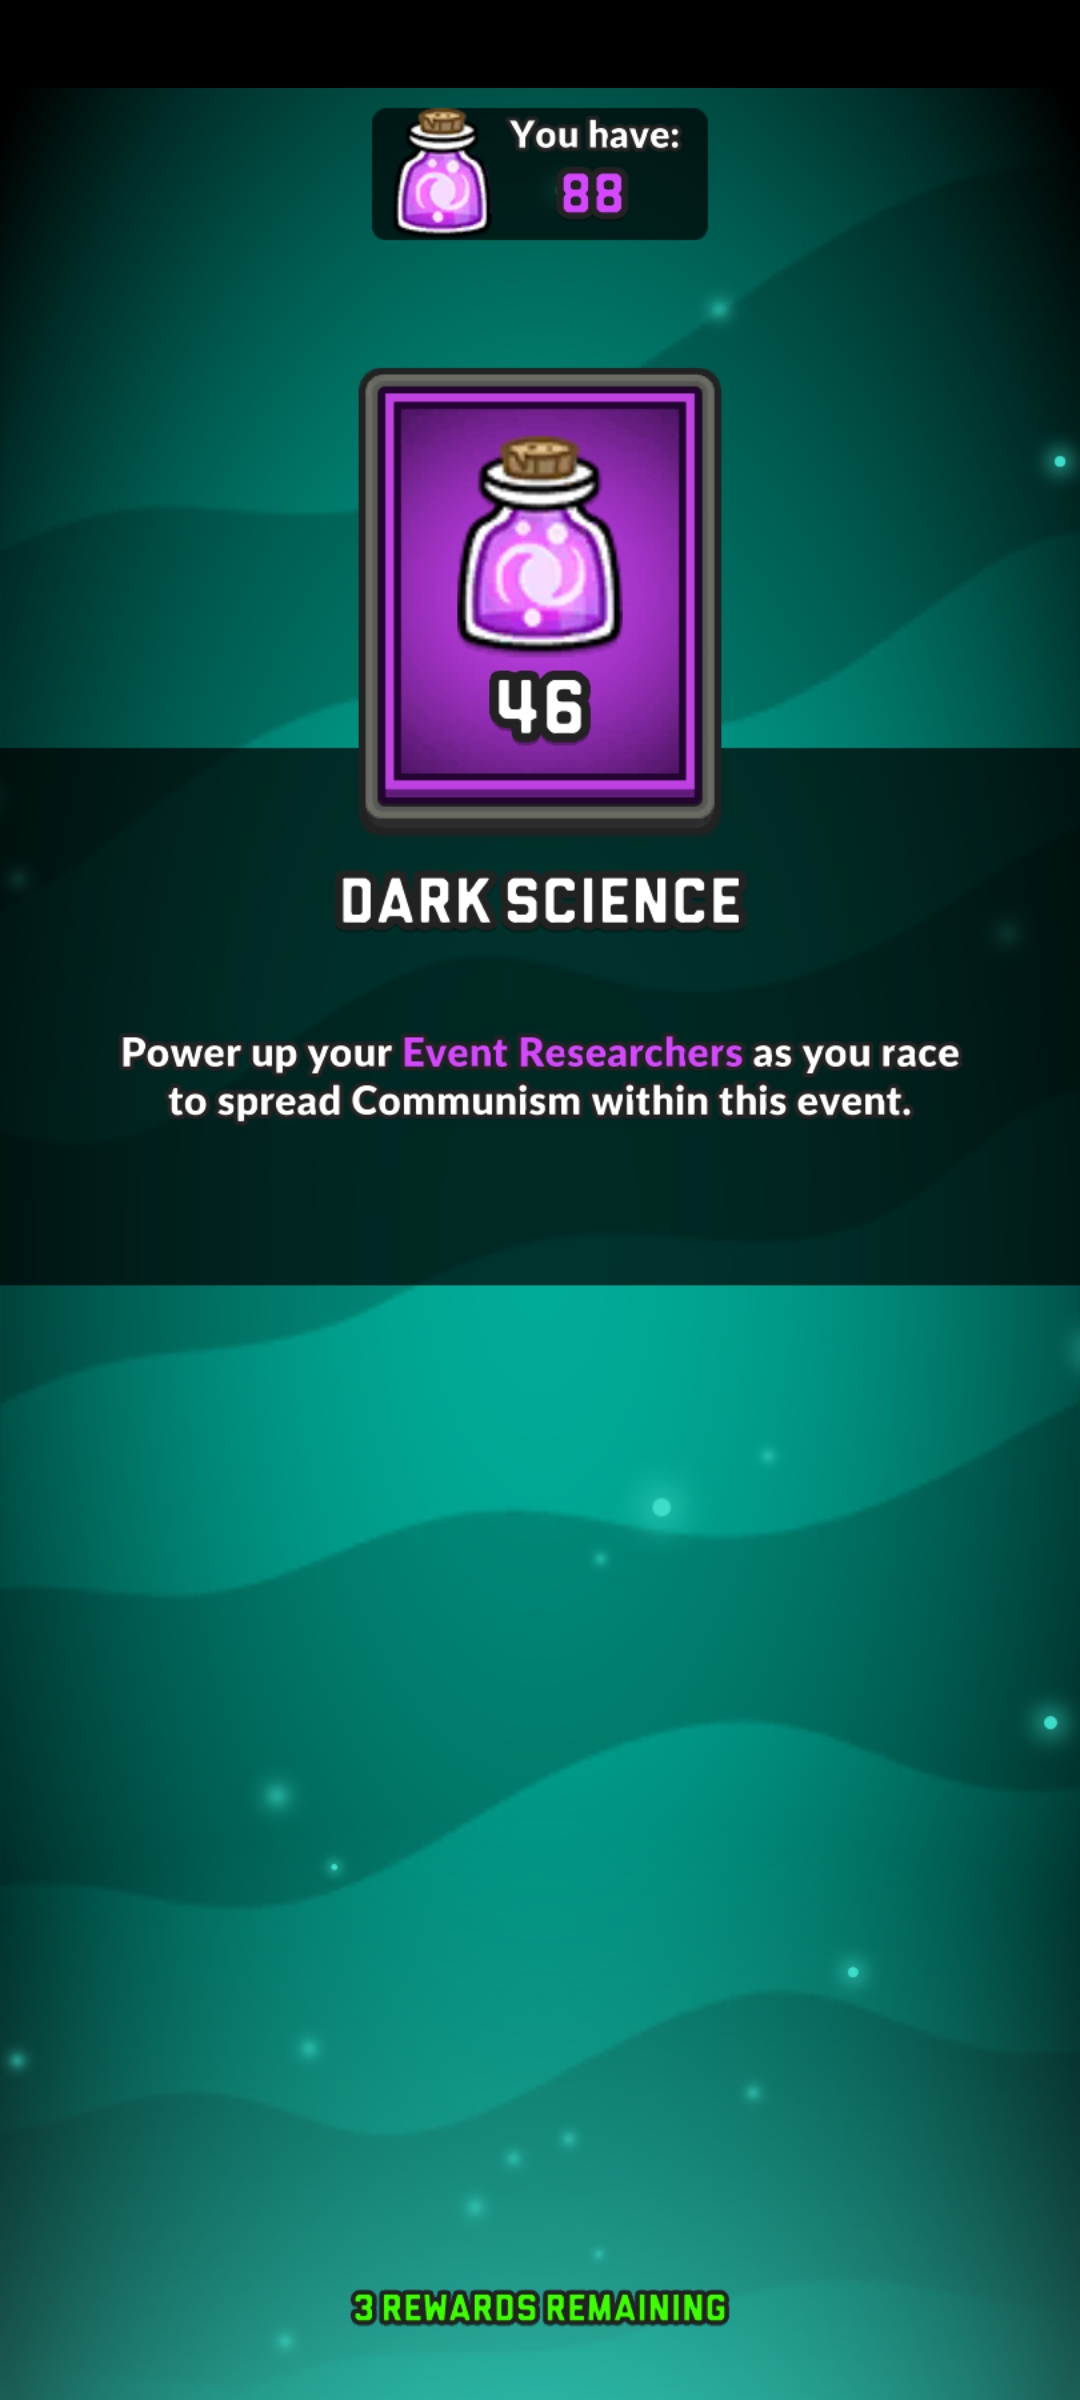 You have:
88
46
DARK SCIENCE
Power up your Event Researchers as you race
to spread Communism within this event.
3 REWARDS REMAINING